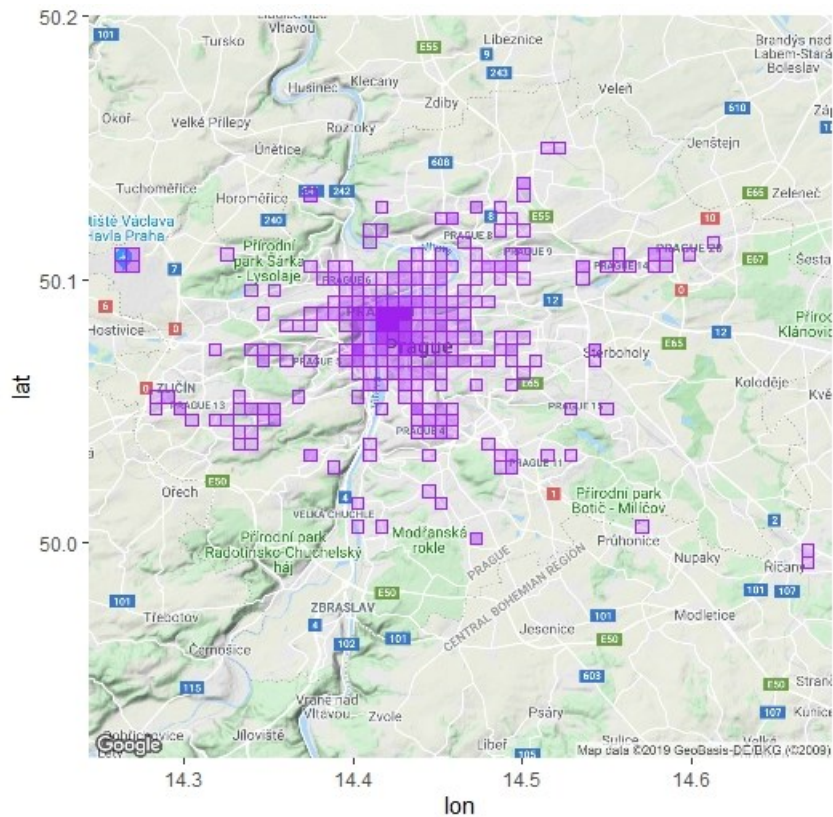 50.2
Vltavou
101
Tursko
E55
Líbeznice
Brandýs nad
Labem-Stará
Boleslav
9
243
Husinec
Klecany
Zdiby
Veleň
610
Okoř
Velké Přílepy
Roztoky
Jenštejn
Únětice
608
Tuchoměřice
Horoměřice
242
E65
Zeleneč
240
8
E55
10
PRAGUE 8
Přírodní
park Šárka
- Lysolaje
PRAGUE 9
7
PRAGUE 14
E67
50.1
PRAGUE 6
0
6
12
Hostivice
0
12
Prague
E65
Štěrboholy
PRAGUE 5
Koloděje
0
ZLIČÍN
E65
PRAGUE 13
PRAGUE 15
PRAGUE 4
PRAGUE 11
E50
Ořech
4
1
Přírodní park
Botič - Milíčov
VELKÁ CHUCHLE
2
lat
Přírodní park
Radotínsko-Chuchelský
háj
Modřanská
rokle
50.0
Průhonice
PRAGUE
CENTRAL BOHEMIAN REGION
Nupaky
Říčany
101
107
E50
101
Třebotov
ZBRASLAV
4
101
Modletice
Jesenice
E50
102
101
Černošice
603
115
E50
Vrané nad
Vltavou
Zvole
Psáry
107
Jíloviště
Libeř
Sulice
105
Google
Map data ©2019 GeoBasis-DE/BKG (©2009)
14.3
14.4
14.5
14.6
lon